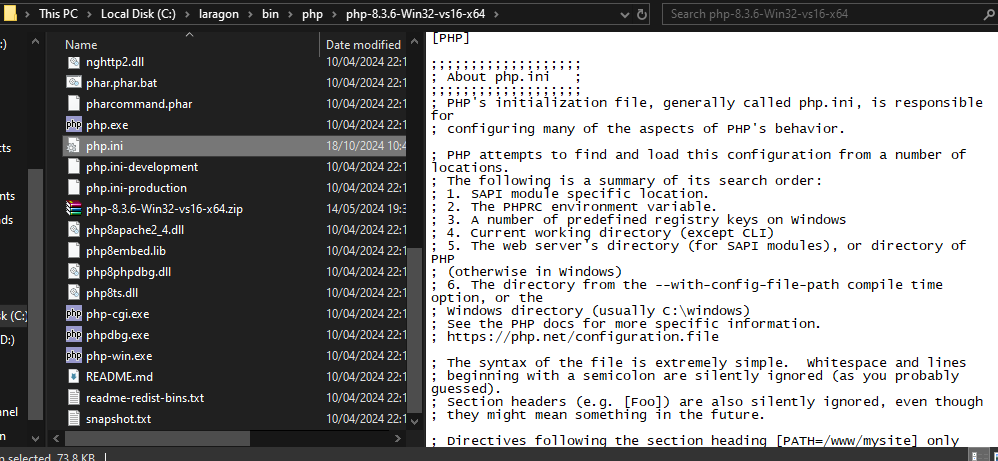 This PC > Local Disk (C:) > laragon > bin > php > php-8.3.6-Win32-vs16-x64 >
Search php-8.3.6-Win32-vs16-x64
:)
cts
nts
ds
sk (C:)
D:)
nel
n
Name Date modified
nghttp2.dll 10/04/2024 22:1
phar.phar.bat 10/04/2024 22:1
pharcommand.phar 10/04/2024 22:1
php.exe 10/04/2024 22:1
php.ini 18/10/2024 10:4
php.ini-development 10/04/2024 22:1
php.ini-production 10/04/2024 22:1
php-8.3.6-Win32-vs16-x64.zip 14/05/2024 19:3
php8apache2_4.dll 10/04/2024 22:1
php8embed.lib 10/04/2024 22:1
php8phpdbg.dll 10/04/2024 22:1
php8ts.dll 10/04/2024 22:1
php-cgi.exe 10/04/2024 22:1
phpdbg.exe 10/04/2024 22:1
php-win.exe 10/04/2024 22:1
README.md 10/04/2024 22:1
readme-redist-bins.txt 10/04/2024 22:1
snapshot.txt 10/04/2024 22:1
[PHP]
;;;;;;;;;;;;;;;;;;;
; About php.ini ;
;;;;;;;;;;;;;;;;;;;
; PHP's initialization file, generally called php.ini, is responsible
for
; configuring many of the aspects of PHP's behavior.
; PHP attempts to find and load this configuration from a number of
locations.
; The following is a summary of its search order:
; 1. SAPI module specific location.
; 2. The PHPRC environment variable.
; 3. A number of predefined registry keys on Windows
; 4. Current working directory (except CLI)
; 5. The web server's directory (for SAPI modules), or directory of
PHP
; (otherwise in Windows)
; 6. The directory from the --with-config-file-path compile time
option, or the
; Windows directory (usually C:\windows)
; See the PHP docs for more specific information.
; https://php.net/configuration.file
; The syntax of the file is extremely simple. Whitespace and lines
; beginning with a semicolon are silently ignored (as you probably
guessed).
; Section headers (e.g. [Foo]) are also silently ignored, even though
; they might mean something in the future.
; Directives following the section heading [PATH=/www/mysite] only
n selected 73.8 KB